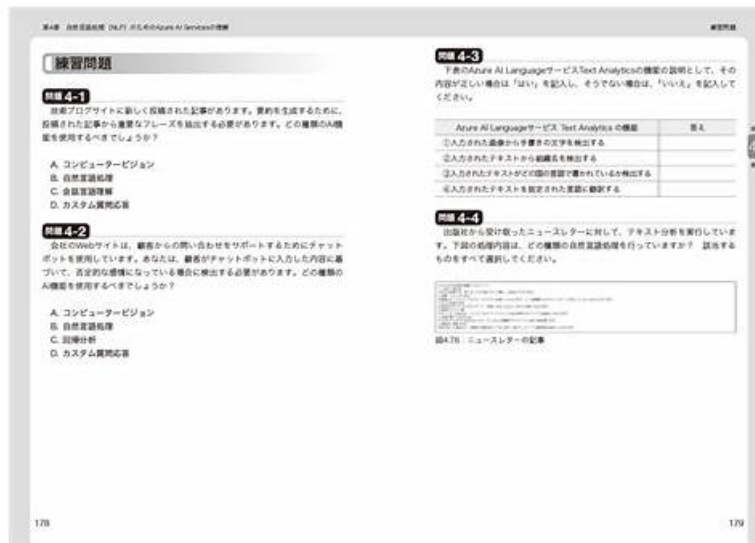 第4章 自然言語処理（NLP）のためのAzure AI Servicesの理解
練習問題
問題 4-1
技術ブログサイトに新しく投稿された記事があります。要約を生成するために、
投稿された記事から重要なフレーズを抽出する必要があります。どの種類のAI機
能を使用するべきでしょうか？
A. コンピュータービジョン
B. 自然言語処理
C. 会話言語理解
D. カスタム質問応答
問題 4-2
会社のWebサイトは、顧客からの問い合わせをサポートするためにチャット
ボットを使用しています。あなたは、顧客がチャットボットに入力した内容に基
づいて、否定的な感情になっている場合に検出する必要があります。どの種類の
AI機能を使用するべきでしょうか？
A. コンピュータービジョン
B. 自然言語処理
C. 回帰分析
D. カスタム質問応答
178
練習問題
問題 4-3
下表のAzure AI LanguageサービスText Analyticsの機能の説明として、その
内容が正しい場合は「はい」を記入し、そうでない場合は、「いいえ」を記入して
ください。
Azure AI Languageサービス Text Analytics の機能 答え
①入力された画像から手書きの文字を検出する
②入力されたテキストから組織名を検出する
③入力されたテキストがどの国の言語で書かれているか検出する
④入力されたテキストを指定された言語に翻訳する
問題 4-4
出版社から受け取ったニュースレターに対して、テキスト分析を実行していま
す。下図の処理内容は、どの種類の自然言語処理を行っていますか？ 該当する
ものをすべて選択してください。
図4.78 ニュースレターの記事
179